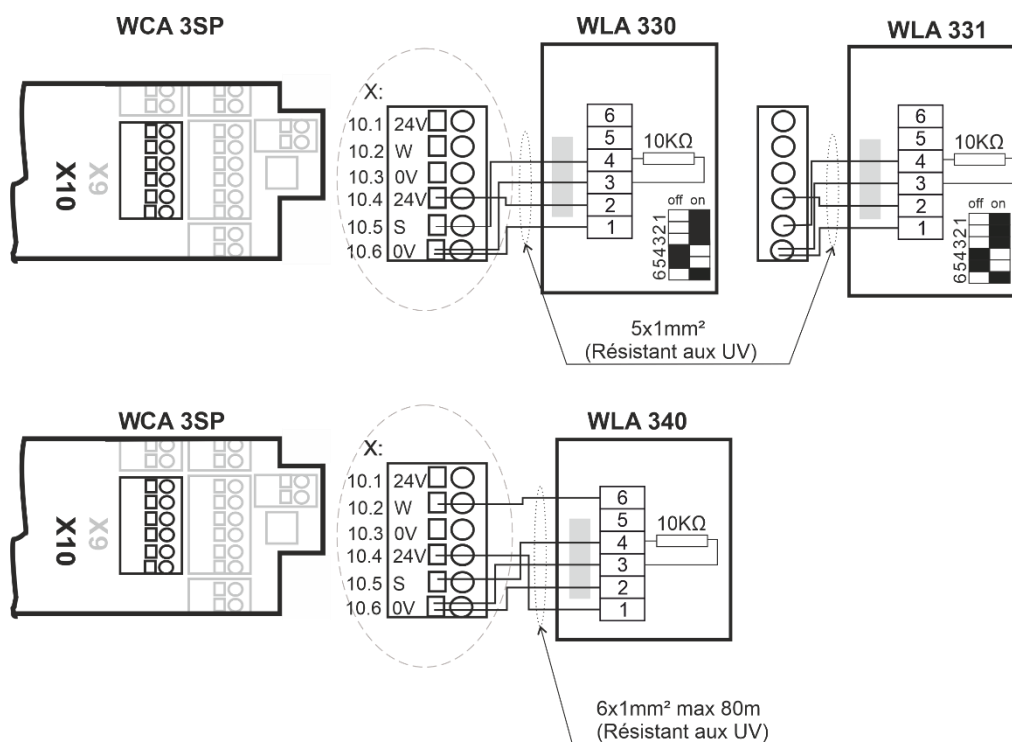 WCA 3SP
WLA 330
WLA 331
X10
X9
X:
10.1 24V
10.2 W
10.3 0V
10.4 24V
10.5 S
10.6 0V
6
5
4
3
2
1
10KΩ
off on
654321
6
5
4
3
2
1
10KΩ
off on
654321
5x1mm²
(Résistant aux UV)
WCA 3SP
WLA 340
X10
X9
X:
10.1 24V
10.2 W
10.3 0V
10.4 24V
10.5 S
10.6 0V
6
5
4
3
2
1
10KΩ
6x1mm² max 80m
(Résistant aux UV)